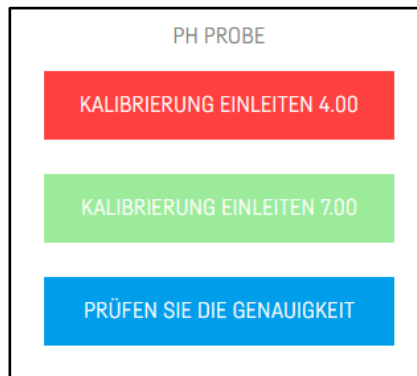 PH PROBE
KALIBRIERUNG EINLEITEN 4.00
KALIBRIERUNG EINLEITEN 7.00
PRÜFEN SIE DIE GENAUIGKEIT